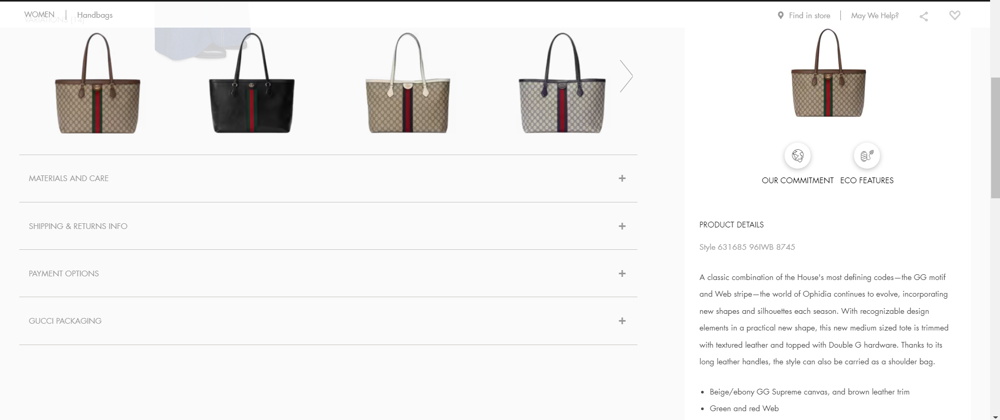 WOMEN
Handbags
Find in store
May We Help?
VARIATIONS (14)
MATERIALS AND CARE
SHIPPING & RETURNS INFO
PAYMENT OPTIONS
GUCCI PACKAGING
OUR COMMITMENT
ECO FEATURES
PRODUCT DETAILS
Style 631685 96IWB 8745
A classic combination of the House's most defining codes—the GG motif
and Web stripe—the world of Ophidia continues to evolve, incorporating
new shapes and silhouettes each season. With recognizable design
elements in a practical new shape, this new medium sized tote is trimmed
with textured leather and topped with Double G hardware. Thanks to its
long leather handles, the style can also be carried as a shoulder bag.
• Beige/ebony GG Supreme canvas, and brown leather trim
• Green and red Web